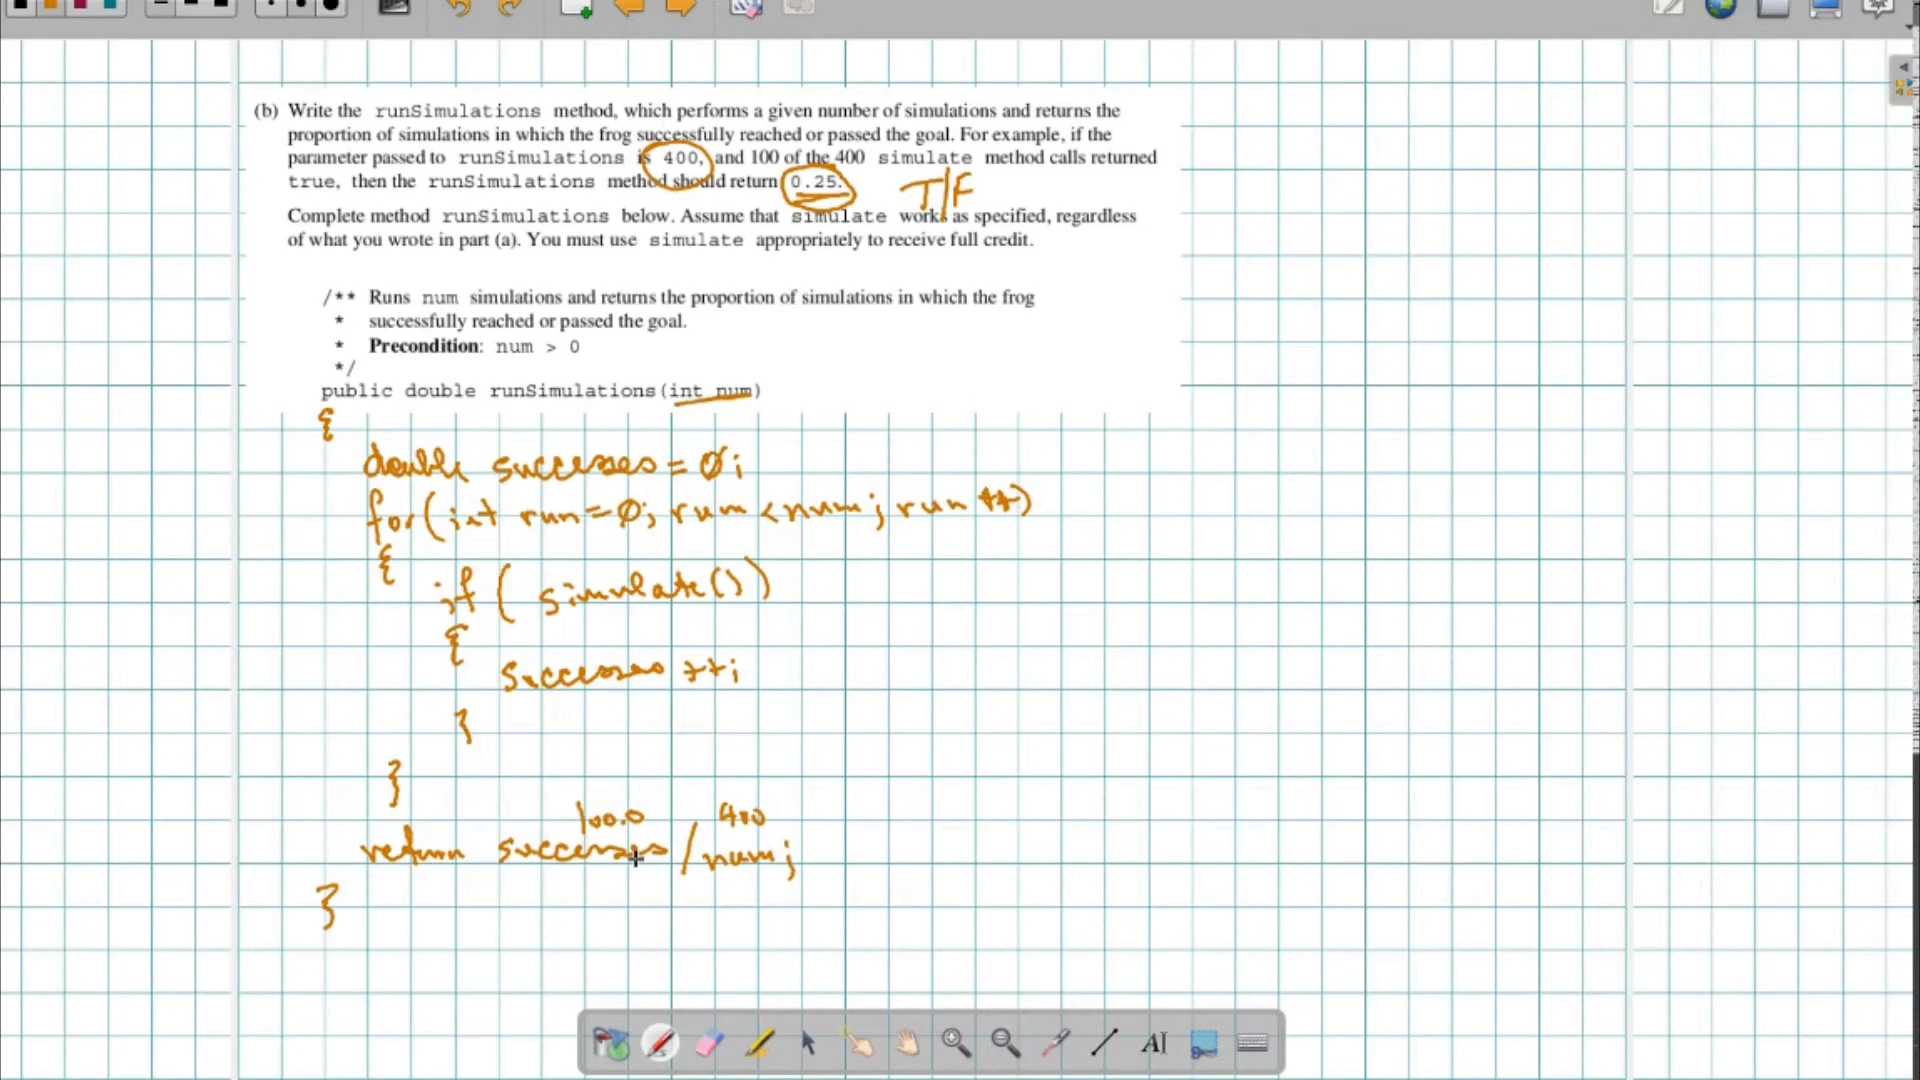 (b) Write the runSimulations method, which performs a given number of simulations and returns the
proportion of simulations in which the frog successfully reached or passed the goal. For example, if the
parameter passed to runSimulations is 400, and 100 of the 400 simulate method calls returned
true, then the runSimulations method should return 0.25.
T/F
Complete method runSimulations below. Assume that simulate works as specified, regardless
of what you wrote in part (a). You must use simulate appropriately to receive full credit.
/** Runs num simulations and returns the proportion of simulations in which the frog
* successfully reached or passed the goal.
* Precondition: num > 0
*/
public double runSimulations(int num)
{
double successes = 0;
for(int run=0; run <num; run++)
{
if( simulate())
{
successes ++;
}
}
100.0 400
return successes / num;
}
AI